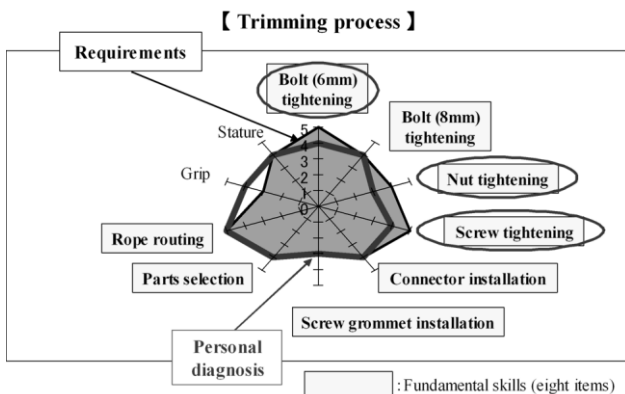 【 Trimming process 】
Requirements
Bolt (6mm)
tightening
Bolt (8mm)
tightening
Stature
Grip
Nut tightening
Screw tightening
Rope routing
Parts selection
Connector installation
Screw grommet installation
Personal
diagnosis
5
4
3
2
1
0
: Fundamental skills (eight items)